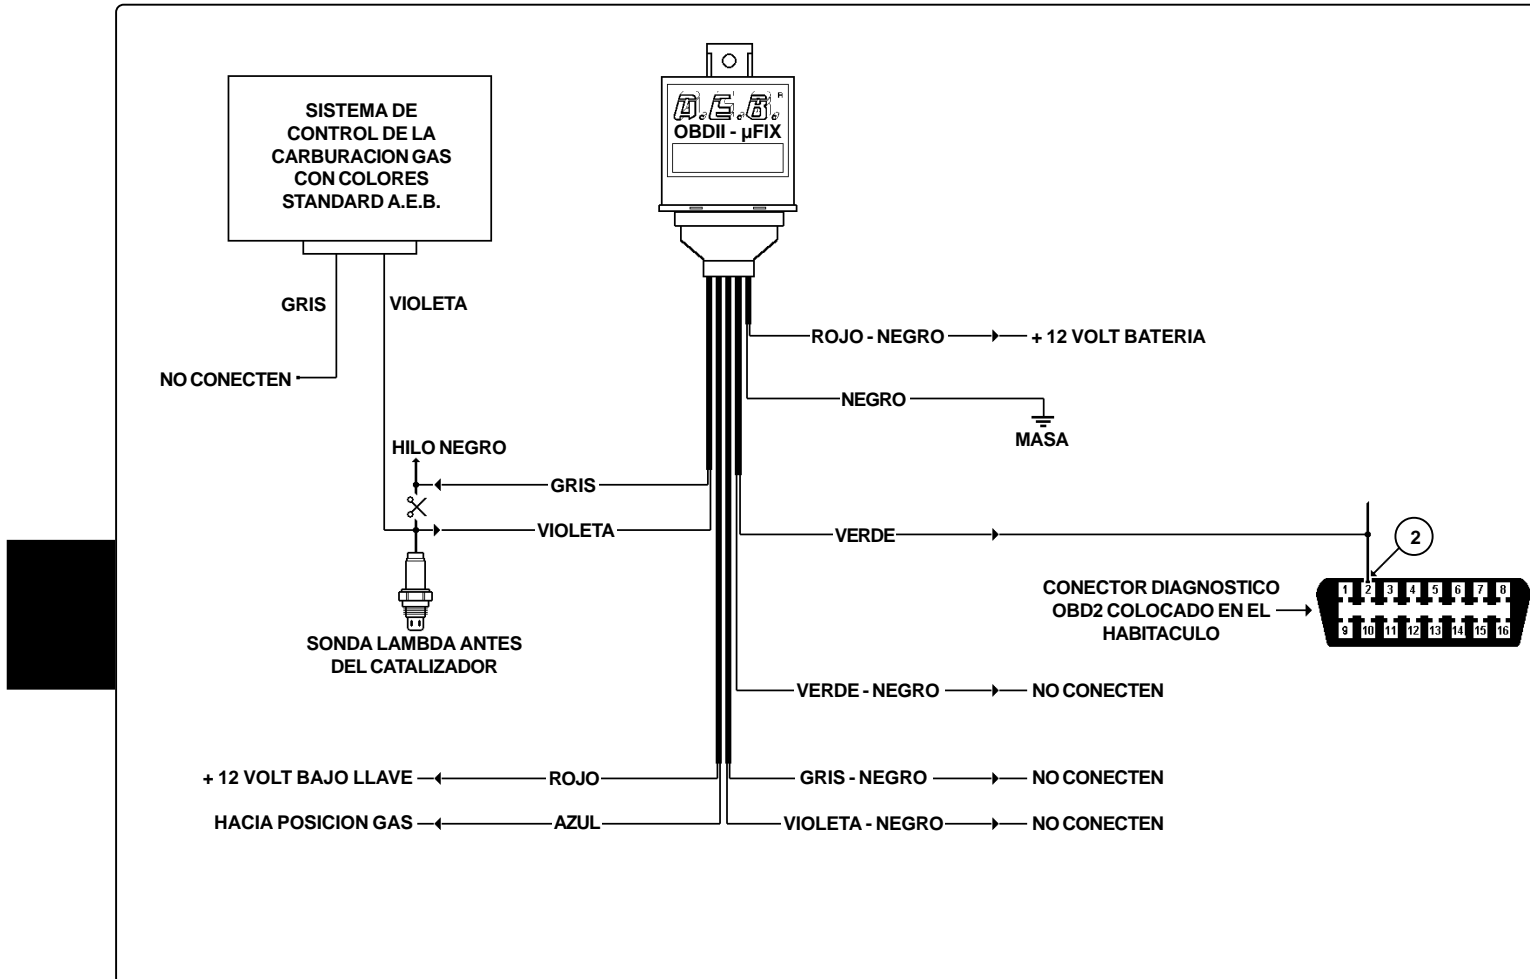 SISTEMA DE
CONTROL DE LA
CARBURACION GAS
CON COLORES
STANDARD A.E.B.
A.E.B.®
OBDII - µFIX
GRIS
VIOLETA
NO CONECTEN
ROJO - NEGRO
+ 12 VOLT BATERIA
NEGRO
MASA
HILO NEGRO
GRIS
VIOLETA
VERDE
2
SONDA LAMBDA ANTES
DEL CATALIZADOR
CONECTOR DIAGNOSTICO
OBD2 COLOCADO EN EL
HABITACULO
1 2 3 4 5 6 7 8
9 10 11 12 13 14 15 16
VERDE - NEGRO
NO CONECTEN
+ 12 VOLT BAJO LLAVE
ROJO
GRIS - NEGRO
NO CONECTEN
HACIA POSICION GAS
AZUL
VIOLETA - NEGRO
NO CONECTEN